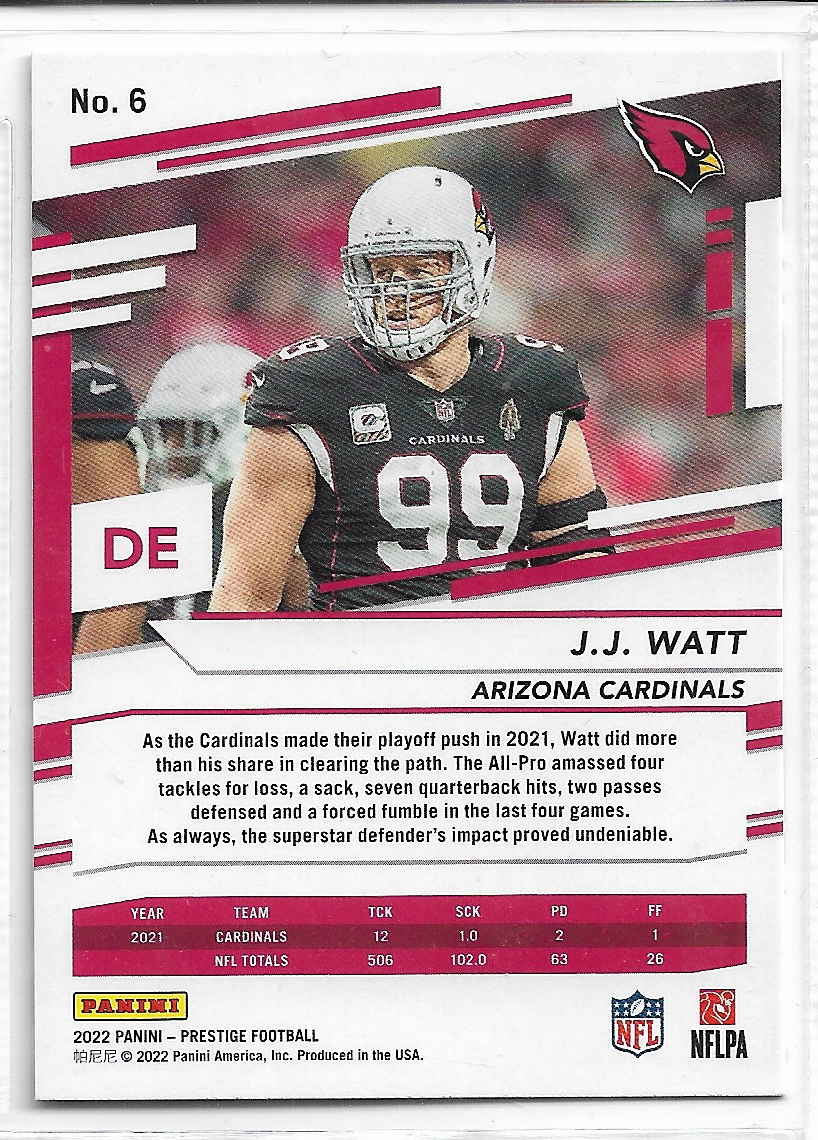 No. 6
99
CARDINALS
99
DE
J.J. WATT
ARIZONA CARDINALS
As the Cardinals made their playoff push in 2021, Watt did more
than his share in clearing the path. The All-Pro amassed four
tackles for loss, a sack, seven quarterback hits, two passes
defensed and a forced fumble in the last four games.
As always, the superstar defender's impact proved undeniable.
YEAR TEAM TCK SCK PD FF
2021 CARDINALS 12 1.0 2 1
NFL TOTALS 506 102.0 63 26
PANINI
2022 PANINI – PRESTIGE FOOTBALL
帕尼尼 © 2022 Panini America, Inc. Produced in the USA.
NFL
NFLPA